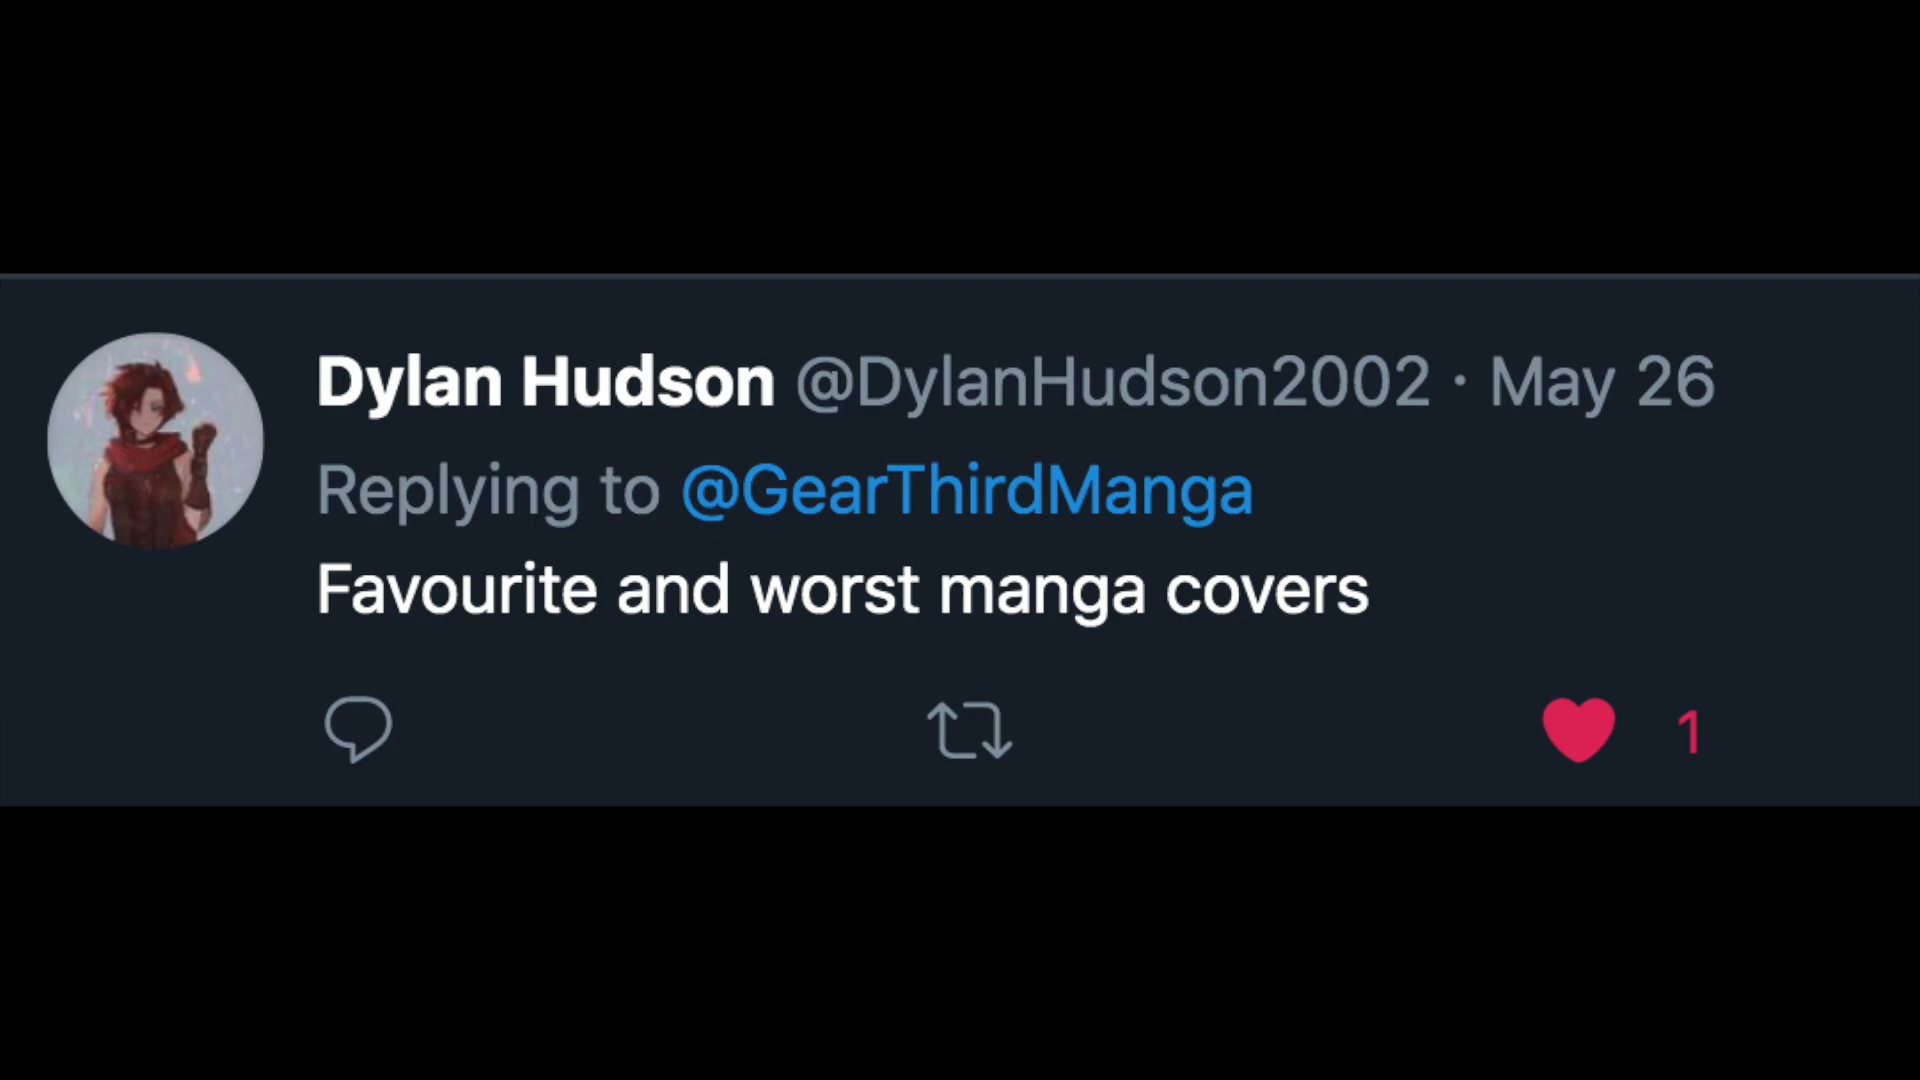 Dylan Hudson @DylanHudson2002 · May 26
Replying to @GearThirdManga
Favourite and worst manga covers
1